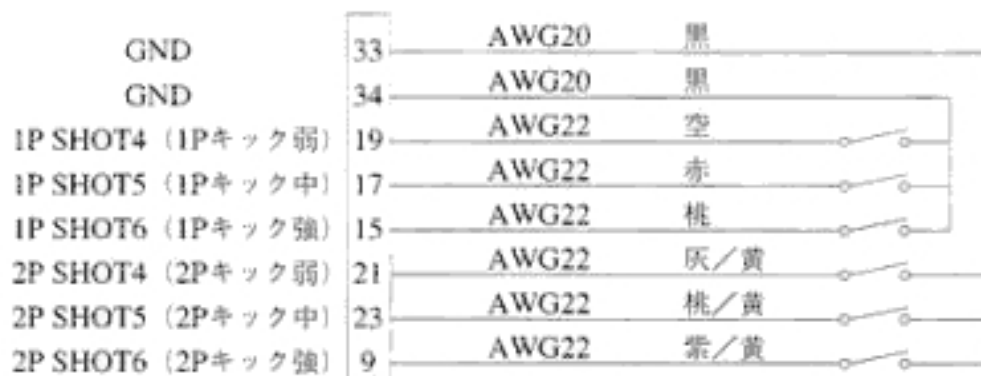 GND 33 AWG20 黒
GND 34 AWG20 黒
1P SHOT4 (1Pキック弱) 19 AWG22 空
1P SHOT5 (1Pキック中) 17 AWG22 赤
1P SHOT6 (1Pキック強) 15 AWG22 桃
2P SHOT4 (2Pキック弱) 21 AWG22 灰/黄
2P SHOT5 (2Pキック中) 23 AWG22 桃/黄
2P SHOT6 (2Pキック強) 9 AWG22 紫/黄